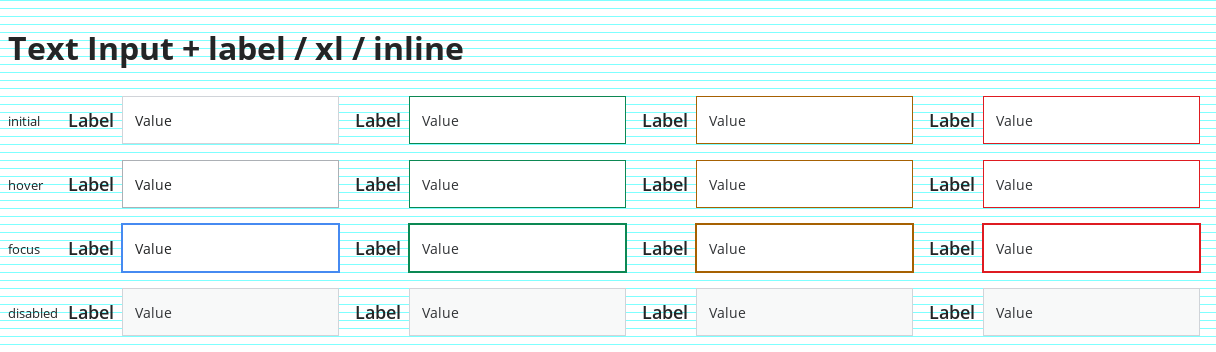 Text Input + label / xl / inline
initial Label Value Label Value Label Value Label Value
hover Label Value Label Value Label Value Label Value
focus Label Value Label Value Label Value Label Value
disabled Label Value Label Value Label Value Label Value